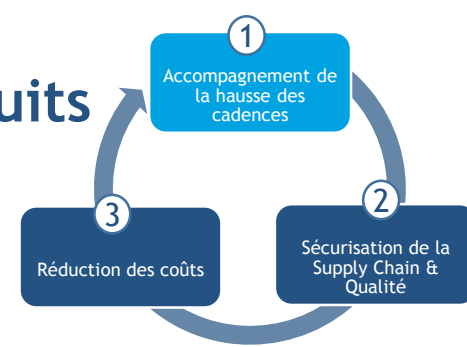 1
Accompagnement de
la hausse des
cadences
uits
2
Sécurisation de la
Supply Chain &
Qualité
3
Réduction des coûts